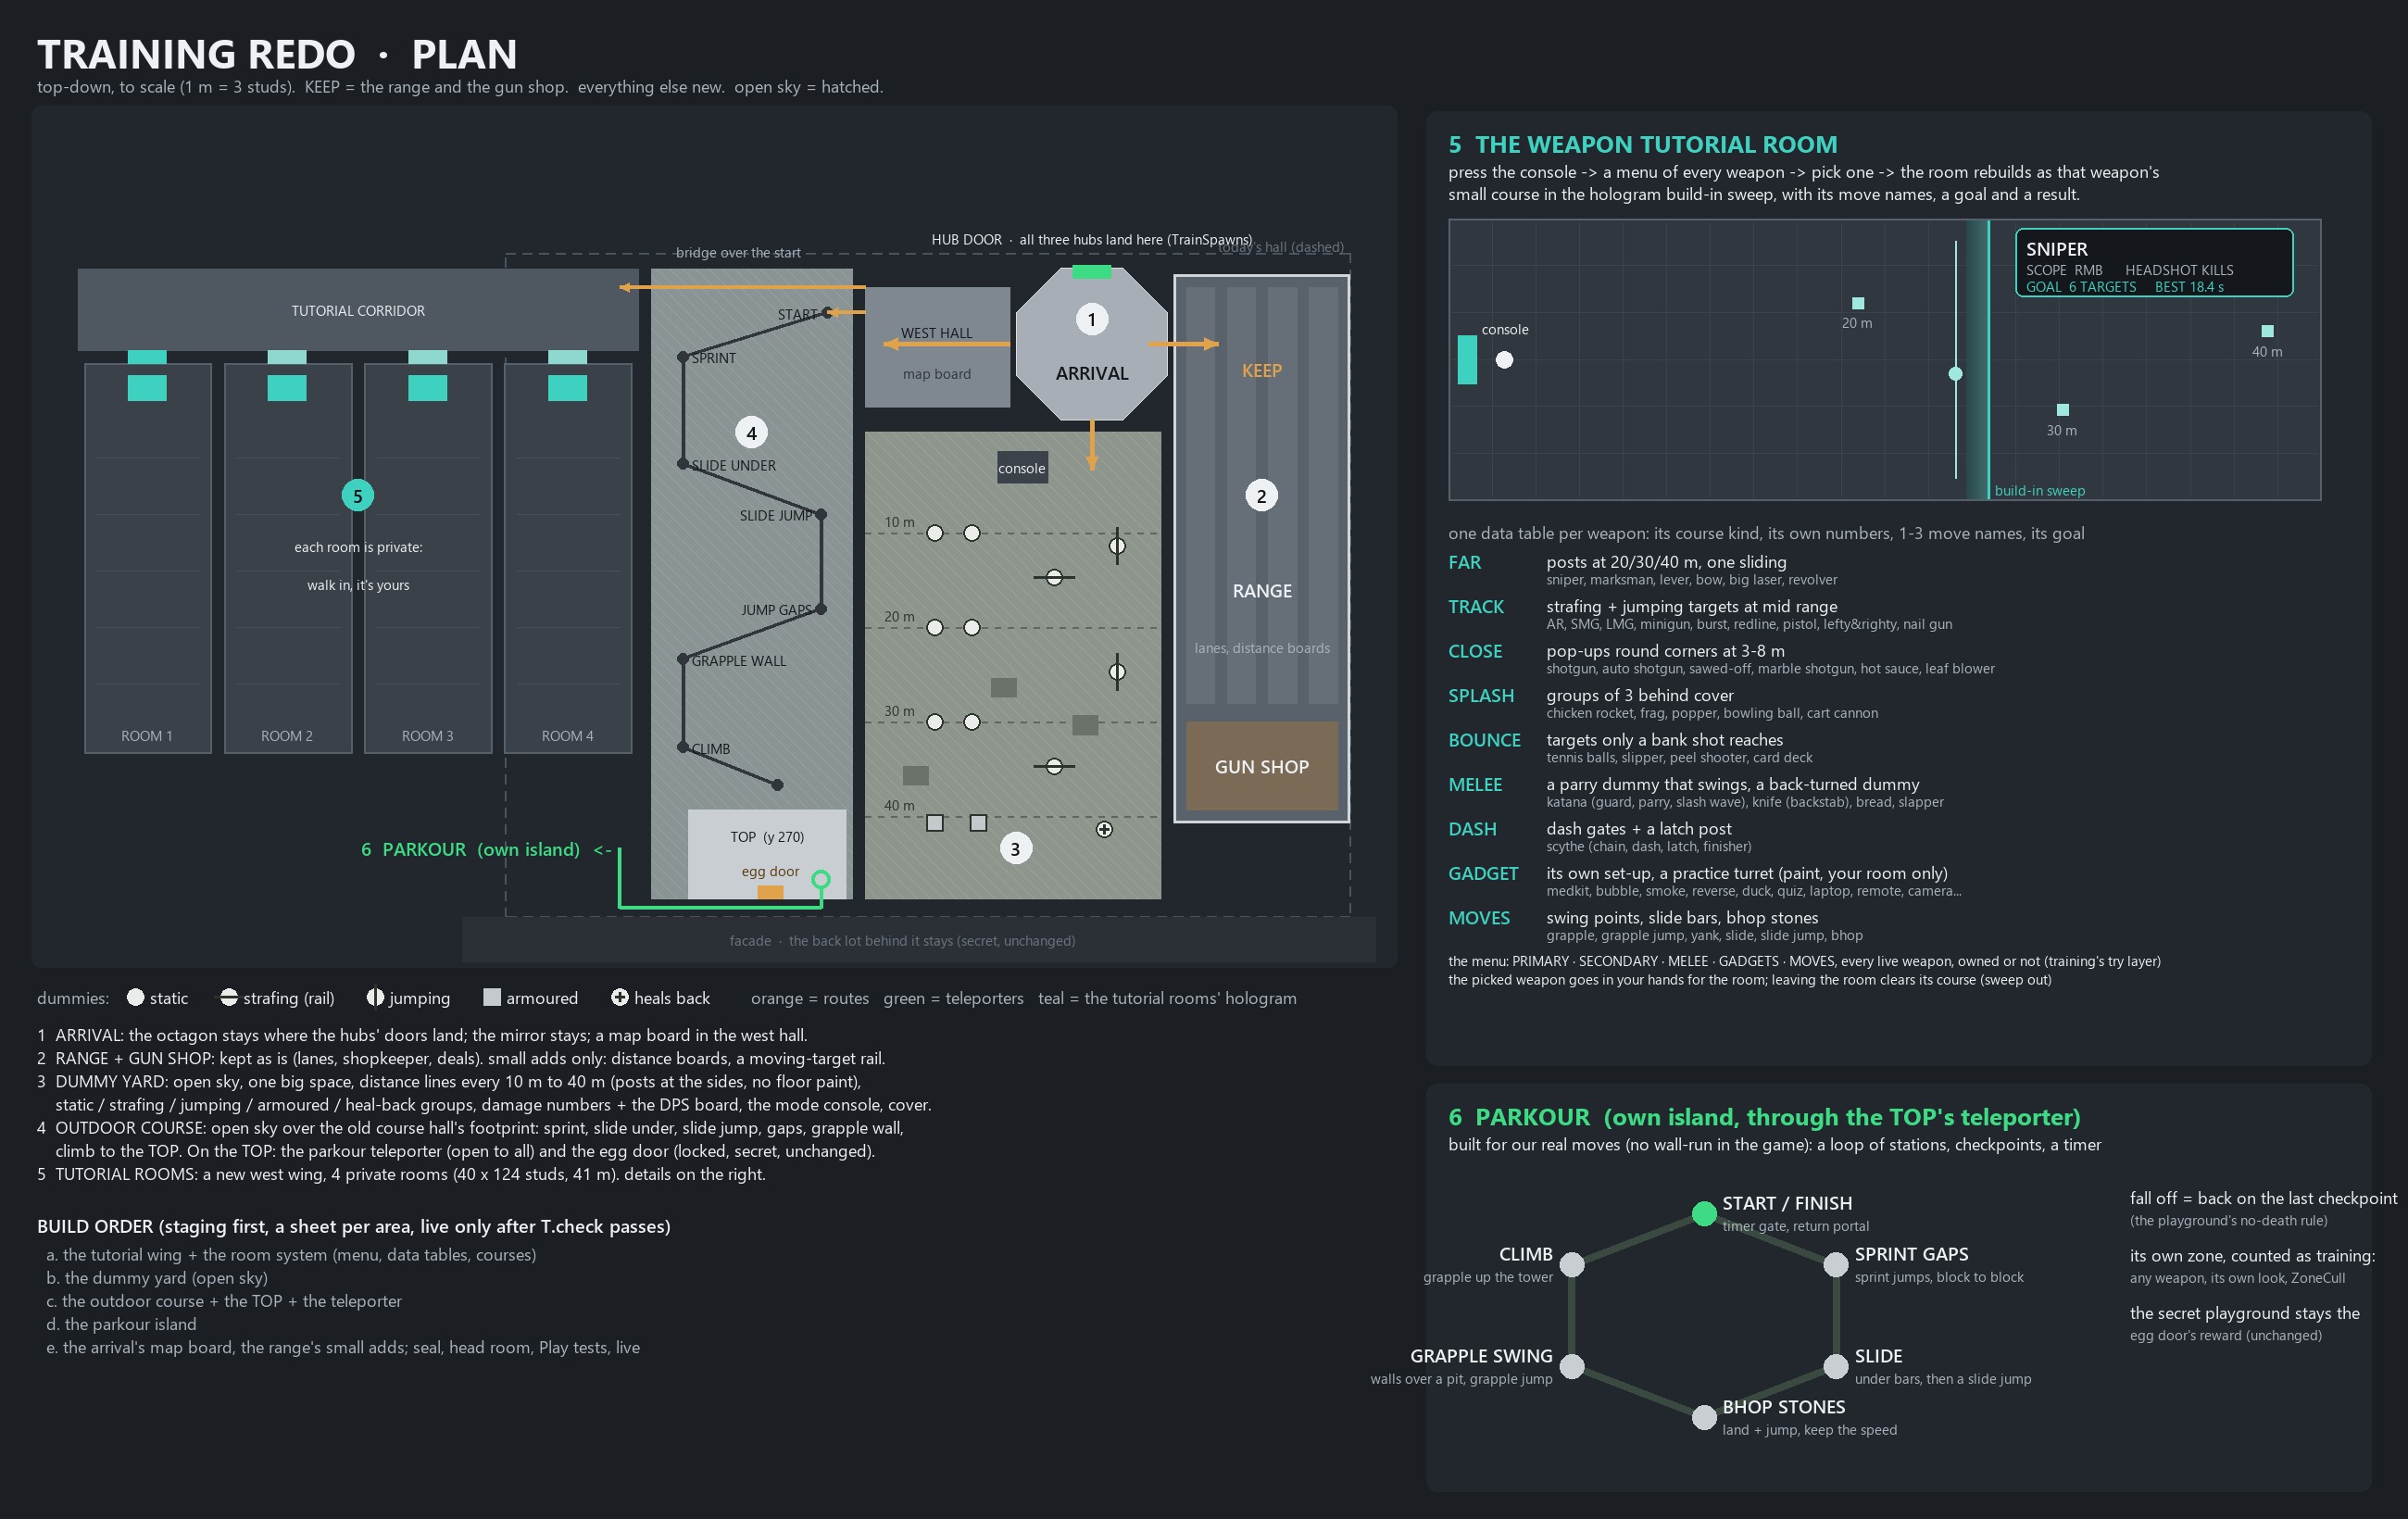 TRAINING REDO · PLAN
top-down, to scale (1 m = 3 studs). KEEP = the range and the gun shop. everything else new. open sky = hatched.
HUB DOOR · all three hubs land here (TrainSpawns)
today's hall (dashed)
bridge over the start
TUTORIAL CORRIDOR
START
WEST HALL
map board
1
ARRIVAL
KEEP
SPRINT
4
SLIDE UNDER
console
2
5
SLIDE JUMP
10 m
each room is private:
walk in, it's yours
JUMP GAPS
20 m
RANGE
lanes, distance boards
GRAPPLE WALL
30 m
ROOM 1
ROOM 2
ROOM 3
ROOM 4
CLIMB
GUN SHOP
40 m
TOP (y 270)
3
6 PARKOUR (own island) <-
egg door
facade · the back lot behind it stays (secret, unchanged)
dummies:
static
strafing (rail)
jumping
armoured
heals back
orange = routes green = teleporters teal = the tutorial rooms' hologram
1 ARRIVAL: the octagon stays where the hubs' doors land; the mirror stays; a map board in the west hall.
2 RANGE + GUN SHOP: kept as is (lanes, shopkeeper, deals). small adds only: distance boards, a moving-target rail.
3 DUMMY YARD: open sky, one big space, distance lines every 10 m to 40 m (posts at the sides, no floor paint),
static / strafing / jumping / armoured / heal-back groups, damage numbers + the DPS board, the mode console, cover.
4 OUTDOOR COURSE: open sky over the old course hall's footprint: sprint, slide under, slide jump, gaps, grapple wall,
climb to the TOP. On the TOP: the parkour teleporter (open to all) and the egg door (locked, secret, unchanged).
5 TUTORIAL ROOMS: a new west wing, 4 private rooms (40 x 124 studs, 41 m). details on the right.
BUILD ORDER (staging first, a sheet per area, live only after T.check passes)
a. the tutorial wing + the room system (menu, data tables, courses)
b. the dummy yard (open sky)
c. the outdoor course + the TOP + the teleporter
d. the parkour island
e. the arrival's map board, the range's small adds; seal, head room, Play tests, live
5 THE WEAPON TUTORIAL ROOM
press the console -> a menu of every weapon -> pick one -> the room rebuilds as that weapon's
small course in the hologram build-in sweep, with its move names, a goal and a result.
SNIPER
SCOPE RMB HEADSHOT KILLS
GOAL 6 TARGETS BEST 18.4 s
console
20 m
40 m
30 m
build-in sweep
one data table per weapon: its course kind, its own numbers, 1-3 move names, its goal
FAR
posts at 20/30/40 m, one sliding
sniper, marksman, lever, bow, big laser, revolver
TRACK
strafing + jumping targets at mid range
AR, SMG, LMG, minigun, burst, redline, pistol, lefty&righty, nail gun
CLOSE
pop-ups round corners at 3-8 m
shotgun, auto shotgun, sawed-off, marble shotgun, hot sauce, leaf blower
SPLASH
groups of 3 behind cover
chicken rocket, frag, popper, bowling ball, cart cannon
BOUNCE
targets only a bank shot reaches
tennis balls, slipper, peel shooter, card deck
MELEE
a parry dummy that swings, a back-turned dummy
katana (guard, parry, slash wave), knife (backstab), bread, slapper
DASH
dash gates + a latch post
scythe (chain, dash, latch, finisher)
GADGET
its own set-up, a practice turret (paint, your room only)
medkit, bubble, smoke, reverse, duck, quiz, laptop, remote, camera...
MOVES
swing points, slide bars, bhop stones
grapple, grapple jump, yank, slide, slide jump, bhop
the menu: PRIMARY · SECONDARY · MELEE · GADGETS · MOVES, every live weapon, owned or not (training's try layer)
the picked weapon goes in your hands for the room; leaving the room clears its course (sweep out)
6 PARKOUR (own island, through the TOP's teleporter)
built for our real moves (no wall-run in the game): a loop of stations, checkpoints, a timer
START / FINISH
timer gate, return portal
CLIMB
grapple up the tower
SPRINT GAPS
sprint jumps, block to block
GRAPPLE SWING
walls over a pit, grapple jump
SLIDE
under bars, then a slide jump
BHOP STONES
land + jump, keep the speed
fall off = back on the last checkpoint
(the playground's no-death rule)
its own zone, counted as training:
any weapon, its own look, ZoneCull
the secret playground stays the
egg door's reward (unchanged)